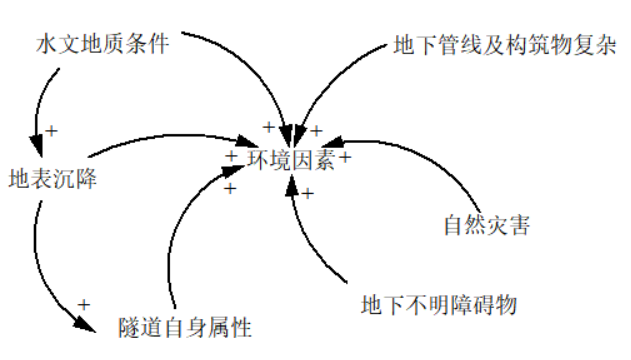 水文地质条件
地下管线及构筑物复杂
+
+
+
+
环境因素
+
地表沉降
+
+
自然灾害
+
地下不明障碍物
隧道自身属性